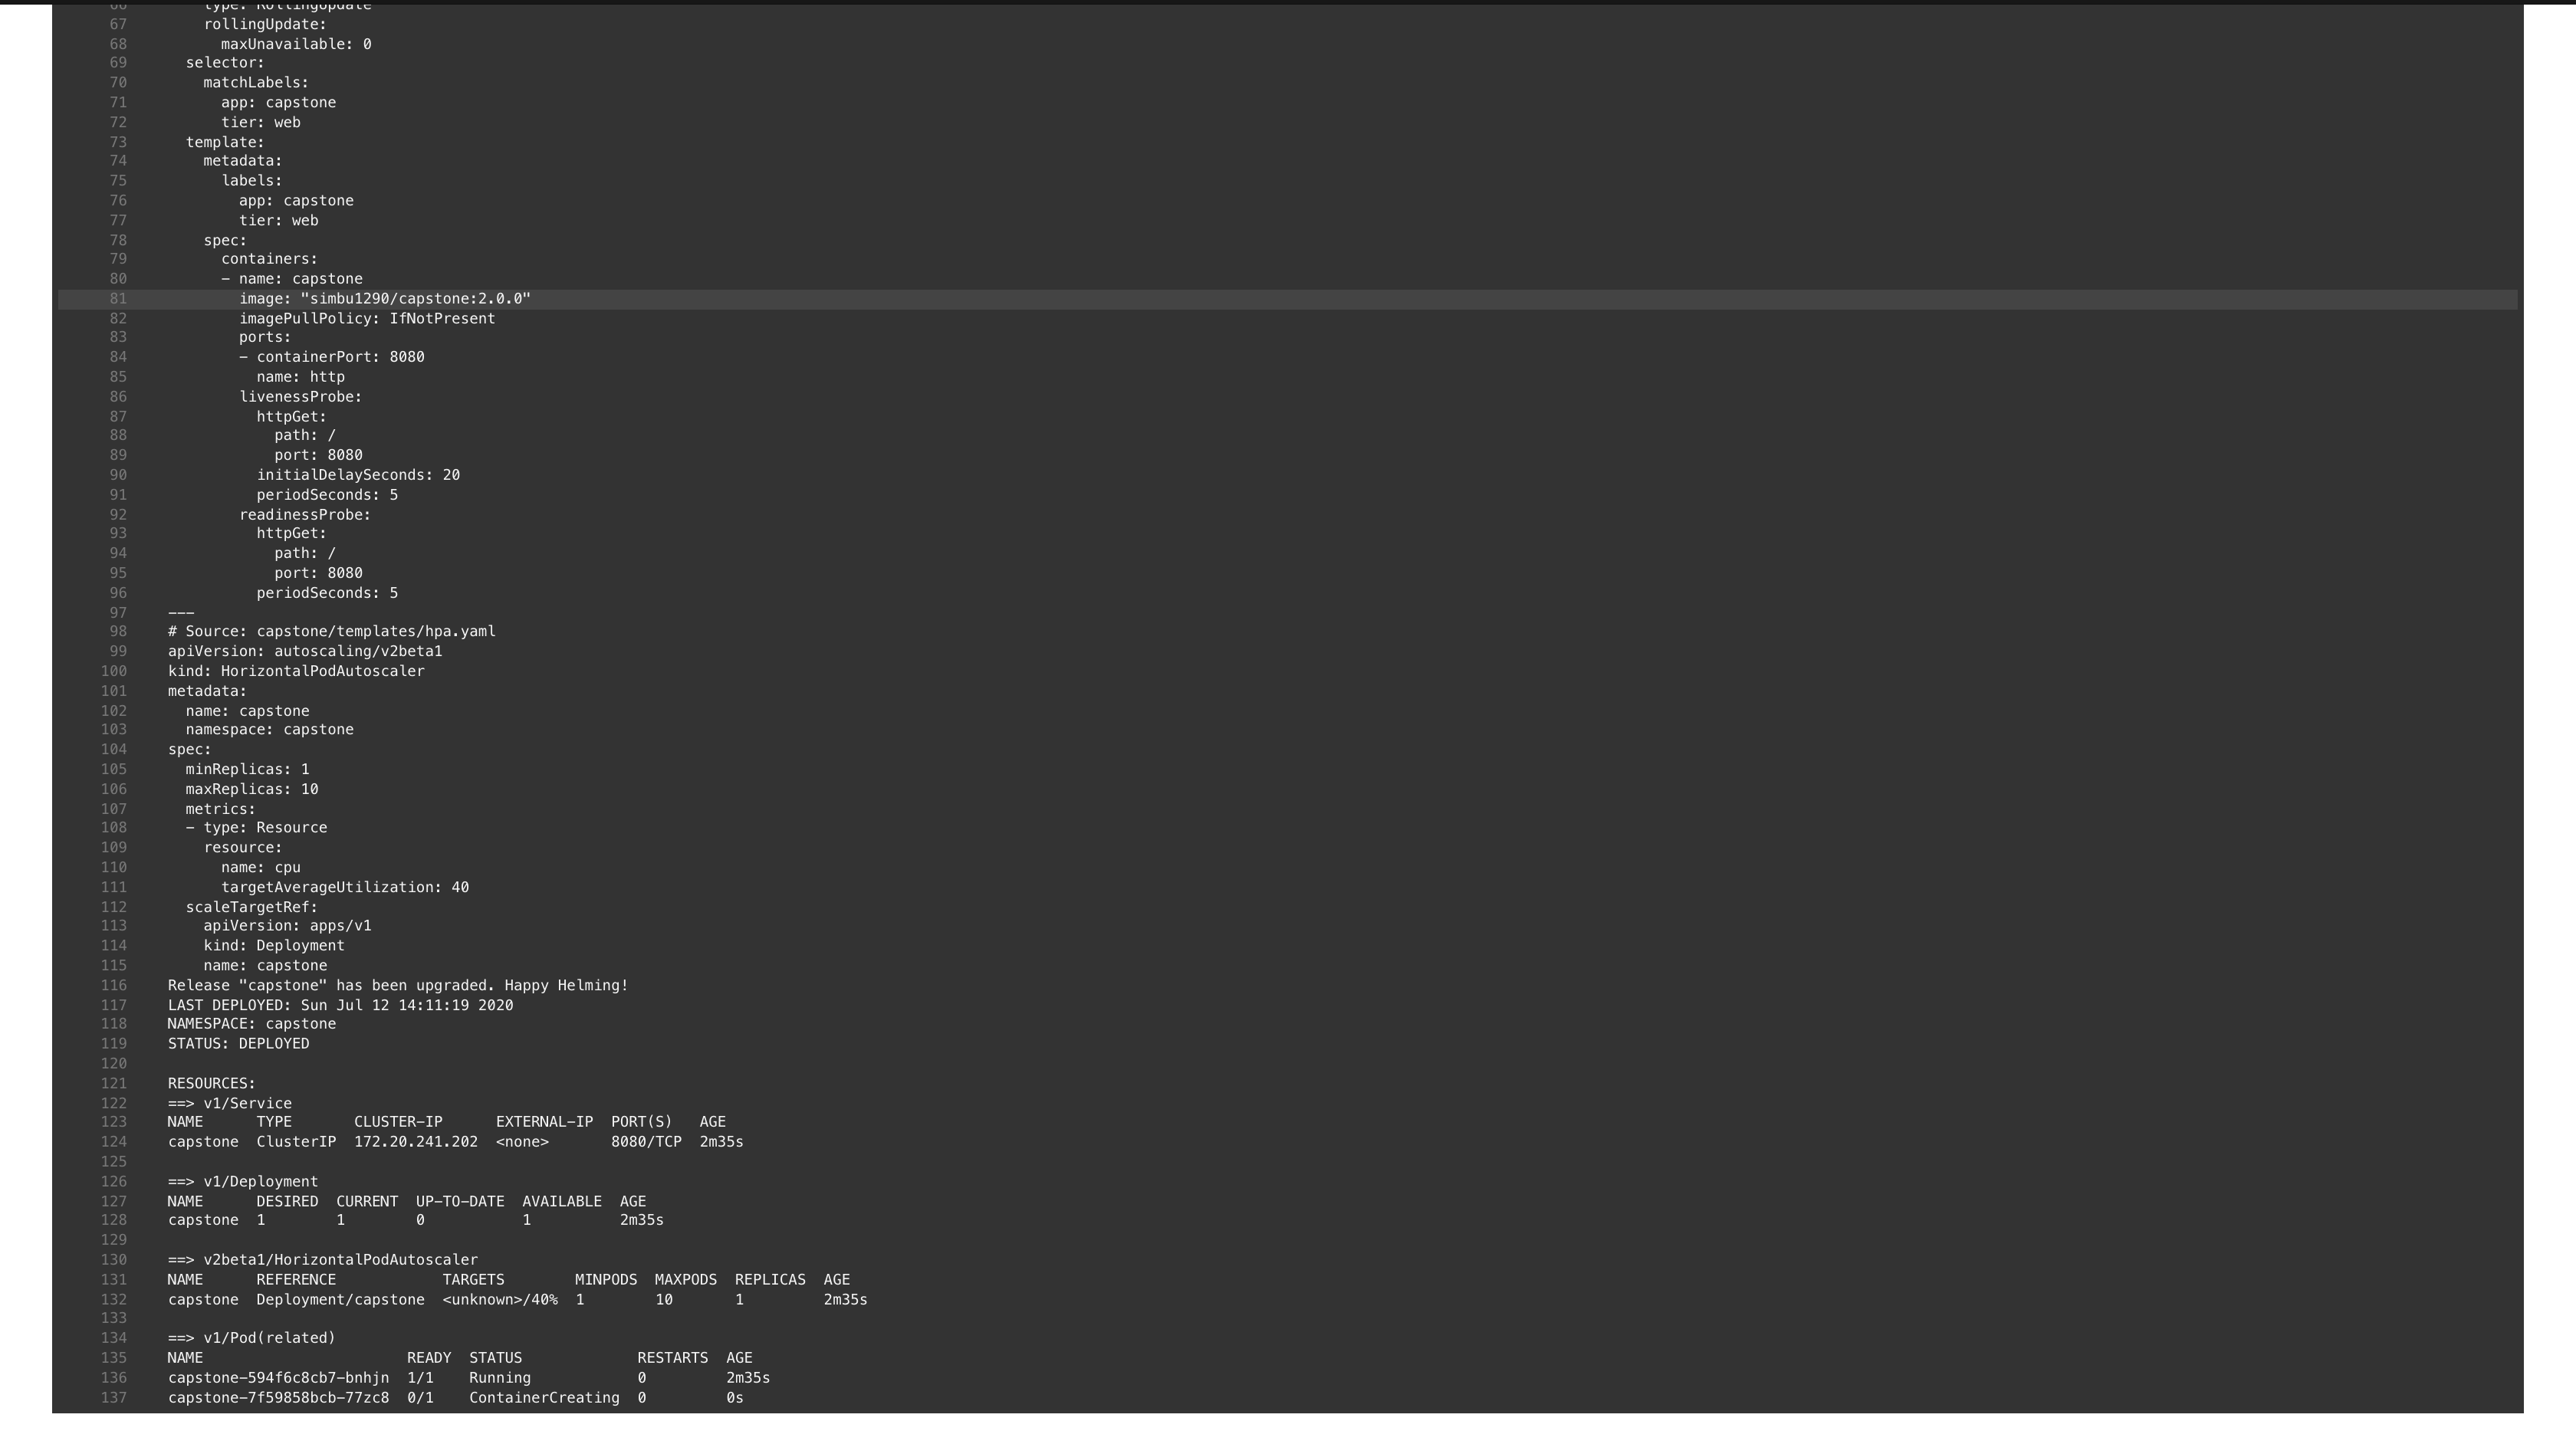 66 type: RollingUpdate
67 rollingUpdate:
68 maxUnavailable: 0
69 selector:
70 matchLabels:
71 app: capstone
72 tier: web
73 template:
74 metadata:
75 labels:
76 app: capstone
77 tier: web
78 spec:
79 containers:
80 - name: capstone
81 image: "simbu1290/capstone:2.0.0"
82 imagePullPolicy: IfNotPresent
83 ports:
84 - containerPort: 8080
85 name: http
86 livenessProbe:
87 httpGet:
88 path: /
89 port: 8080
90 initialDelaySeconds: 20
91 periodSeconds: 5
92 readinessProbe:
93 httpGet:
94 path: /
95 port: 8080
96 periodSeconds: 5
97 ---
98 # Source: capstone/templates/hpa.yaml
99 apiVersion: autoscaling/v2beta1
100 kind: HorizontalPodAutoscaler
101 metadata:
102 name: capstone
103 namespace: capstone
104 spec:
105 minReplicas: 1
106 maxReplicas: 10
107 metrics:
108 - type: Resource
109 resource:
110 name: cpu
111 targetAverageUtilization: 40
112 scaleTargetRef:
113 apiVersion: apps/v1
114 kind: Deployment
115 name: capstone
116 Release "capstone" has been upgraded. Happy Helming!
117 LAST DEPLOYED: Sun Jul 12 14:11:19 2020
118 NAMESPACE: capstone
119 STATUS: DEPLOYED
120
121 RESOURCES:
122 ==> v1/Service
123 NAME TYPE CLUSTER-IP EXTERNAL-IP PORT(S) AGE
124 capstone ClusterIP 172.20.241.202 <none> 8080/TCP 2m35s
125
126 ==> v1/Deployment
127 NAME DESIRED CURRENT UP-TO-DATE AVAILABLE AGE
128 capstone 1 1 0 1 2m35s
129
130 ==> v2beta1/HorizontalPodAutoscaler
131 NAME REFERENCE TARGETS MINPODS MAXPODS REPLICAS AGE
132 capstone Deployment/capstone <unknown>/40% 1 10 1 2m35s
133
134 ==> v1/Pod(related)
135 NAME READY STATUS RESTARTS AGE
136 capstone-594f6c8cb7-bnhjn 1/1 Running 0 2m35s
137 capstone-7f59858bcb-77zc8 0/1 ContainerCreating 0 0s